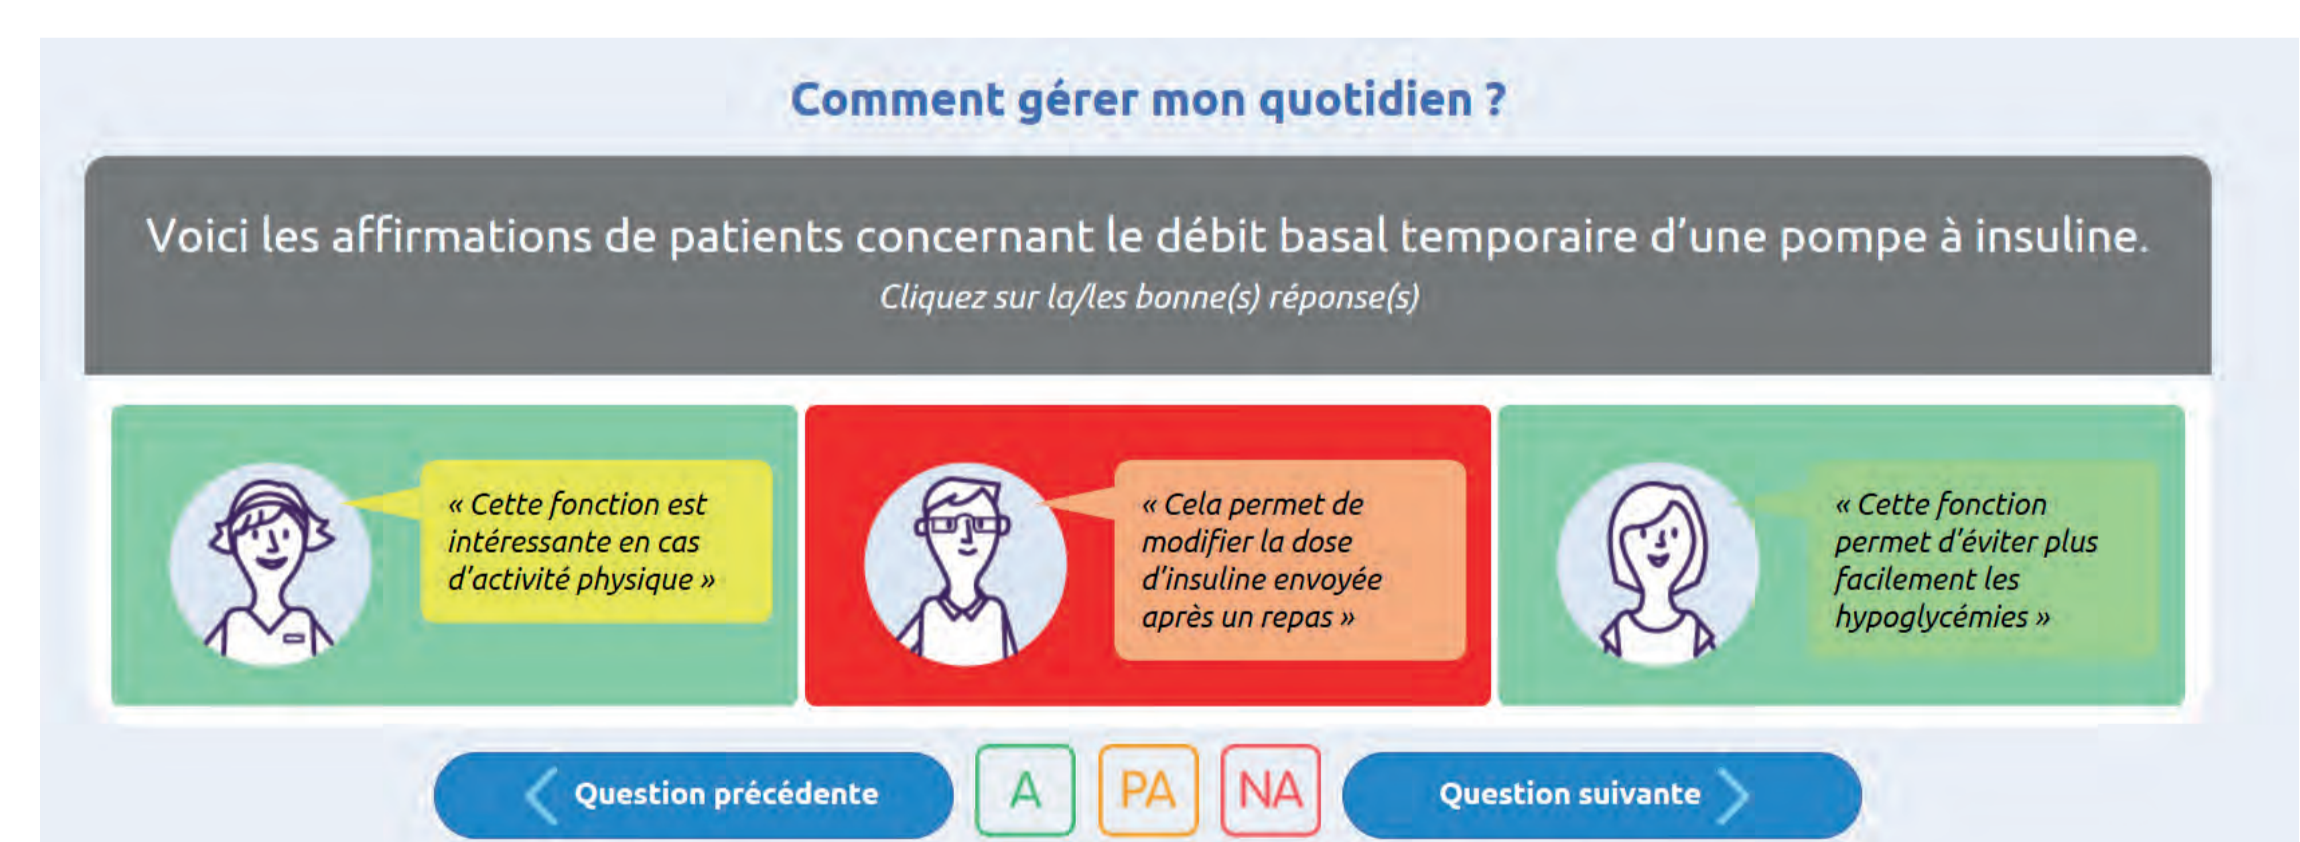 Comment gérer mon quotidien ?
Voici les affirmations de patients concernant le débit basal temporaire d'une pompe à insuline.
Cliquez sur la/les bonne(s) réponse(s)
« Cette fonction est
intéressante en cas
d'activité physique »
« Cela permet de
modifier la dose
d'insuline envoyée
après un repas »
« Cette fonction
permet d'éviter plus
facilement les
hypoglycémies »
Question précédente
A
PA
NA
Question suivante